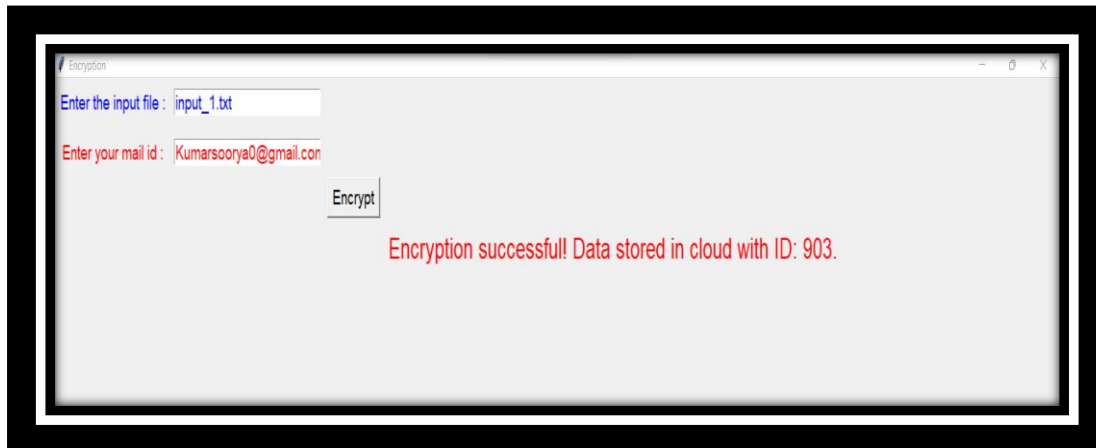 Encryption
Enter the input file : input_1.txt
Enter your mail id : Kumarsoorya0@gmail.con
Encrypt
Encryption successful! Data stored in cloud with ID: 903.